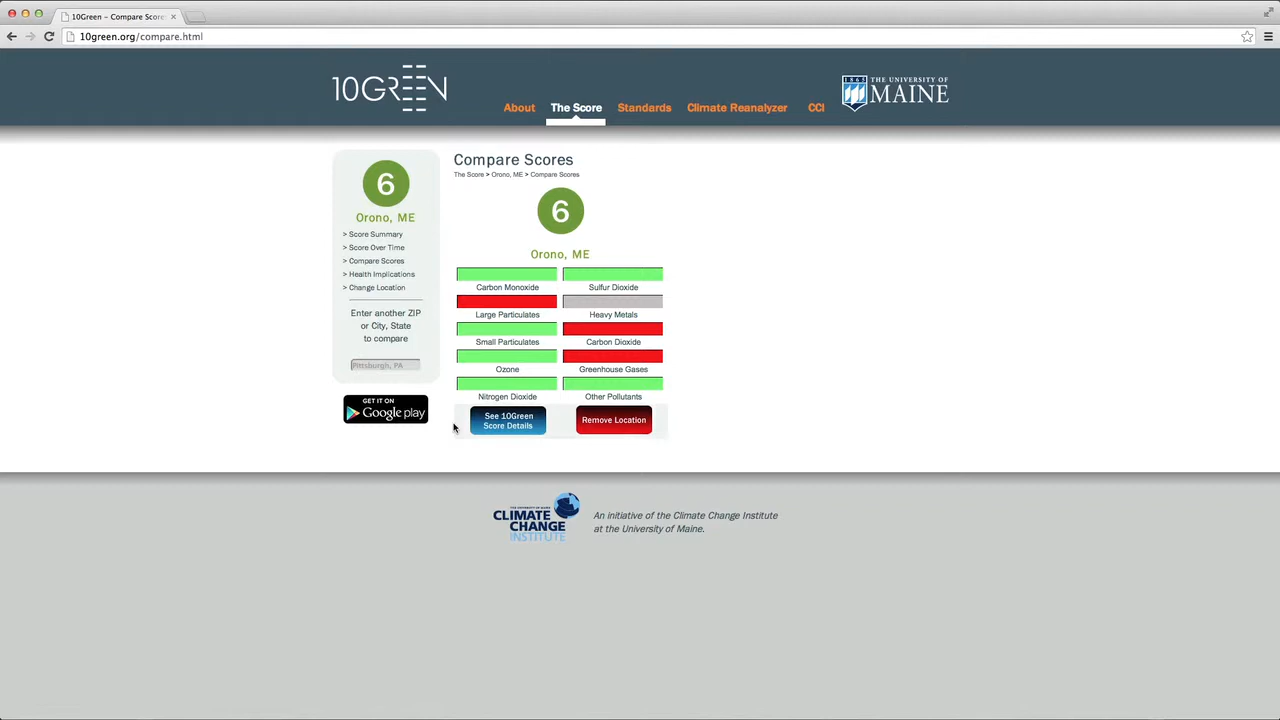 10Green - Compare Score
10green.org/compare.html
10GREEN
About
The Score
Standards
Climate Reanalyzer
CCI
1865
THE UNIVERSITY OF
MAINE
6
Orono, ME
> Score Summary
> Score Over Time
> Compare Scores
> Health Implications
> Change Location
Enter another ZIP
or City, State
to compare
Pittsburgh, PA
GET IT ON
Google play
Compare Scores
The Score > Orono, ME > Compare Scores
6
Orono, ME
Carbon Monoxide
Sulfur Dioxide
Large Particulates
Heavy Metals
Small Particulates
Carbon Dioxide
Ozone
Greenhouse Gases
Nitrogen Dioxide
Other Pollutants
See 10Green
Score Details
Remove Location
THE UNIVERSITY OF MAINE
CLIMATE
CHANGE
INSTITUTE
An initiative of the Climate Change Institute
at the University of Maine.